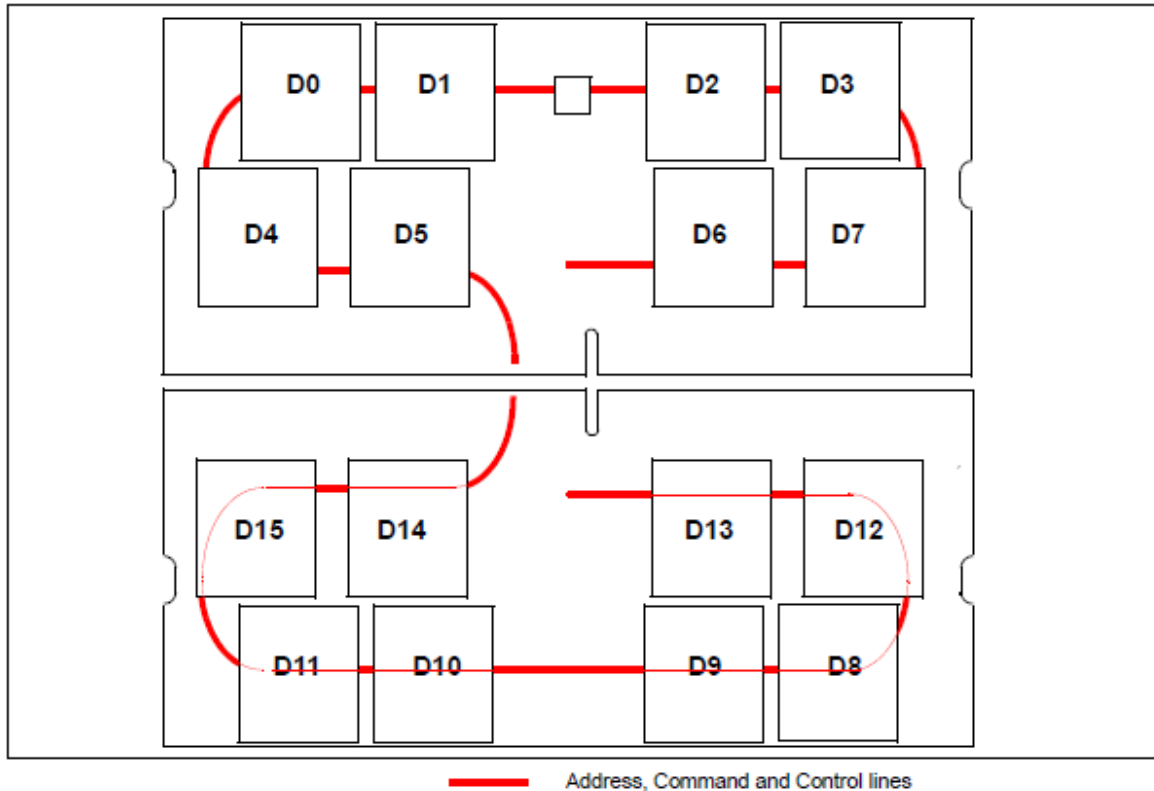 D0 D1 D2 D3
D4 D5 D6 D7
D15 D14 D13 D12
D11 D10 D9 D8
Address, Command and Control lines